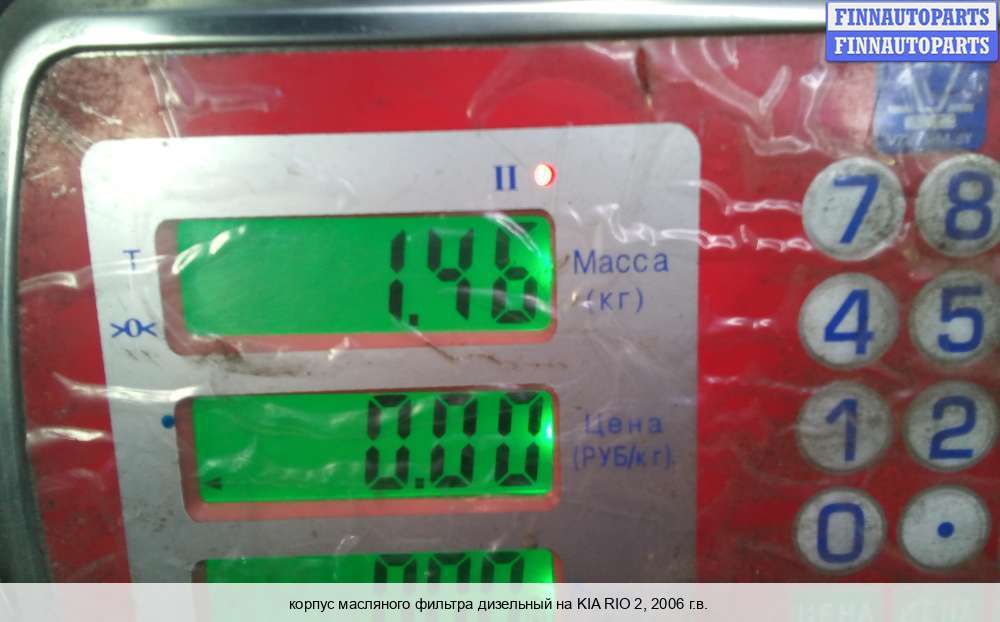 FINNAUTOPARTS
FINNAUTOPARTS
II
7 8
T
1.46
Масса
(кг)
>0<
4 5
0.00
Цена
(РУБ/кг)
1 2
0 .
корпус масляного фильтра дизельный на KIA RIO 2, 2006 г.в.